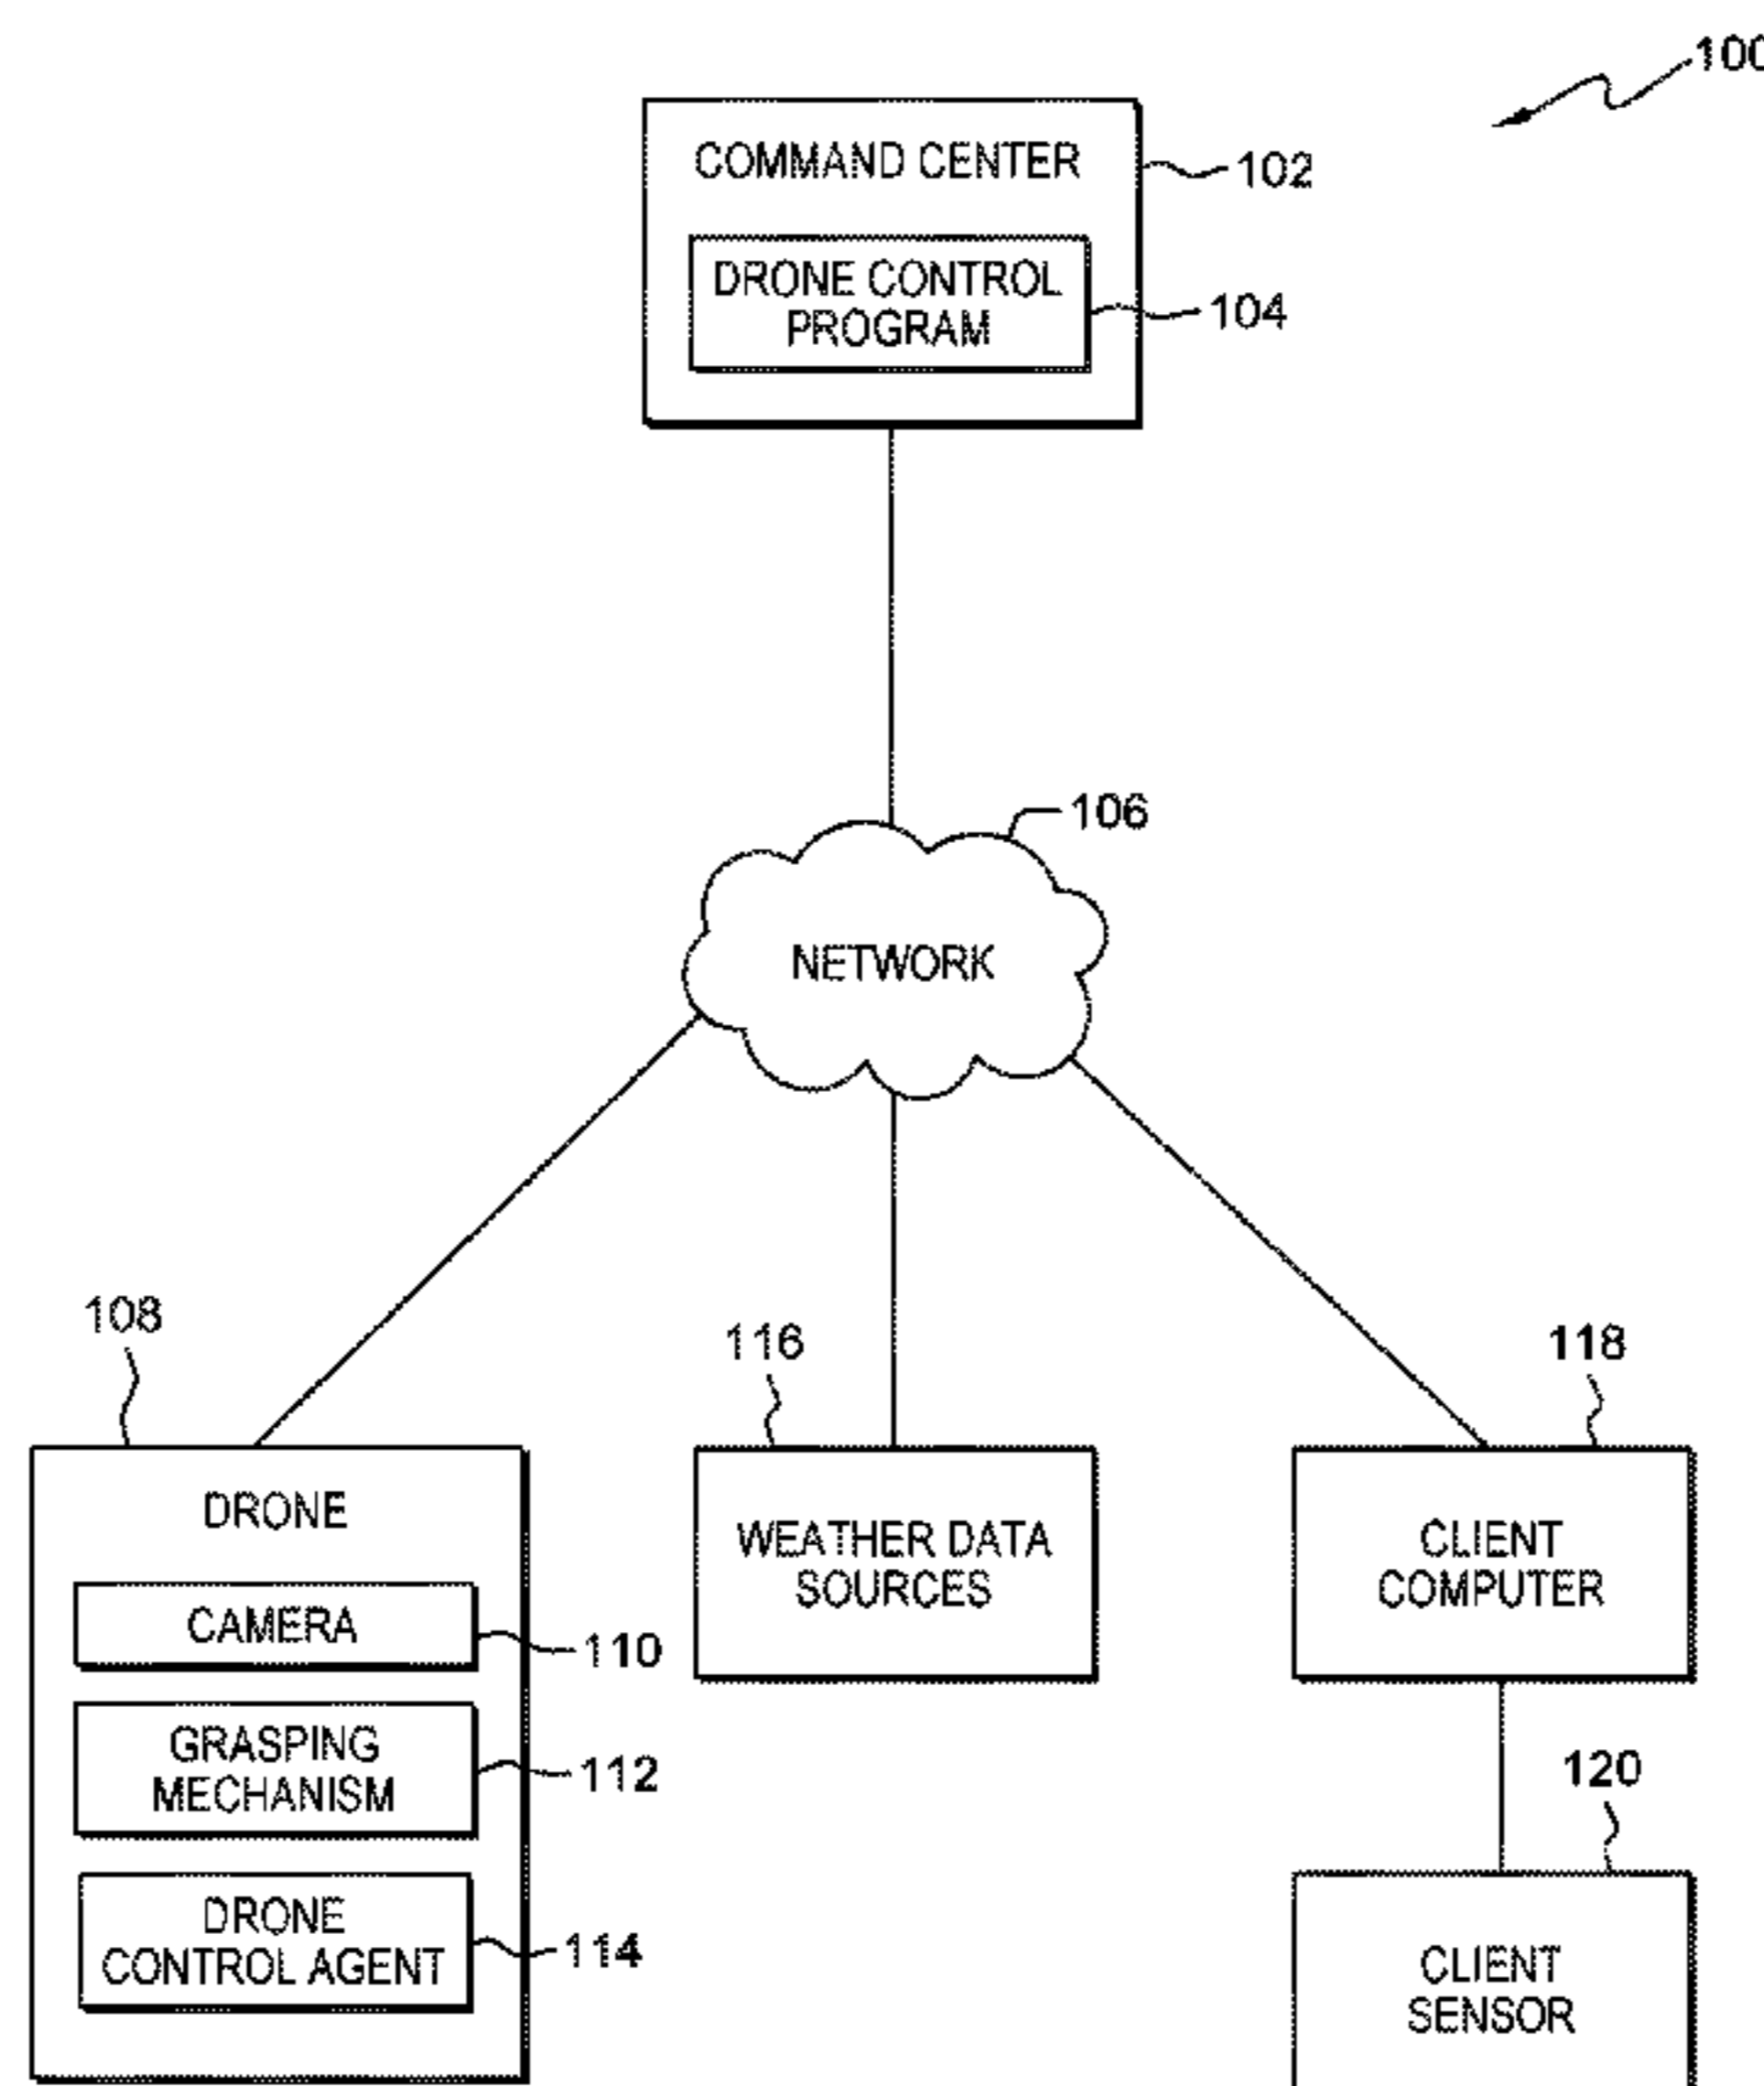 100
COMMAND CENTER
102
DRONE CONTROL
PROGRAM
104
106
NETWORK
108
116
118
DRONE
CAMERA
110
GRASPING
MECHANISM
112
DRONE
CONTROL AGENT
114
WEATHER DATA
SOURCES
CLIENT
COMPUTER
120
CLIENT
SENSOR